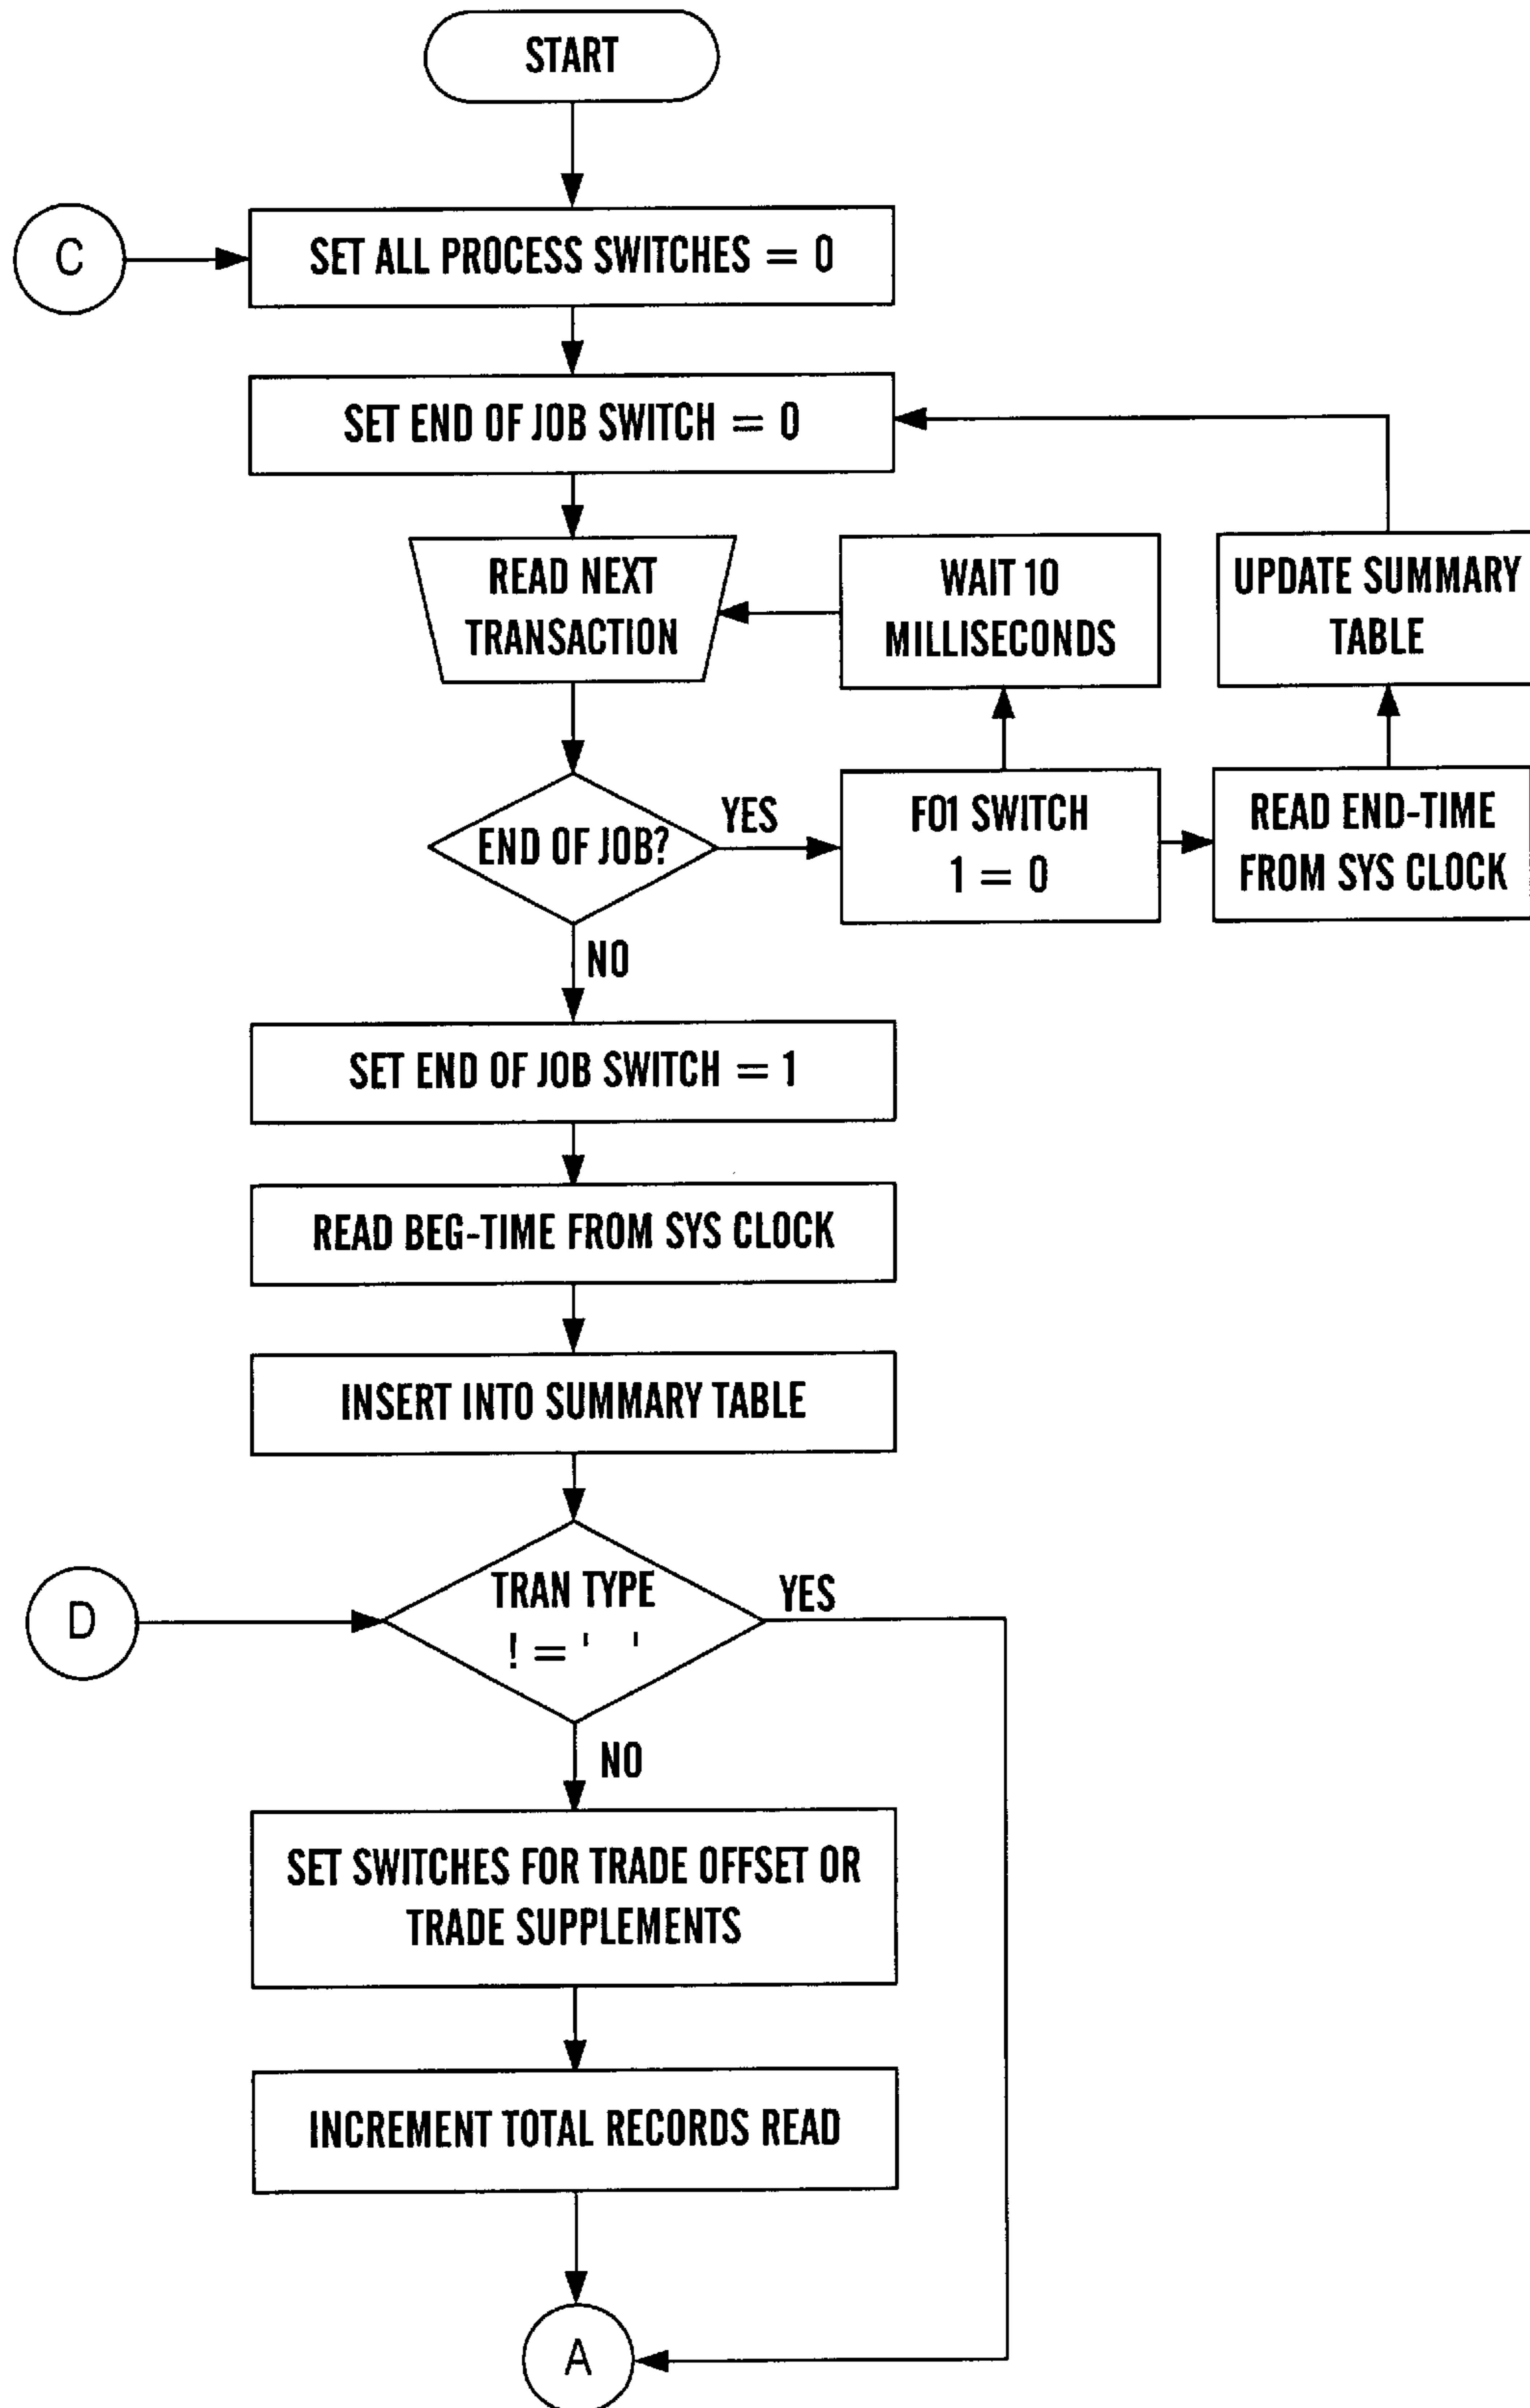 START
C
SET ALL PROCESS SWITCHES = 0
SET END OF JOB SWITCH = 0
READ NEXT
TRANSACTION
WAIT 10
MILLISECONDS
UPDATE SUMMARY
TABLE
END OF JOB?
YES
F01 SWITCH
1 = 0
READ END-TIME
FROM SYS CLOCK
NO
SET END OF JOB SWITCH = 1
READ BEG-TIME FROM SYS CLOCK
INSERT INTO SUMMARY TABLE
D
TRAN TYPE
! = ' '
YES
NO
SET SWITCHES FOR TRADE OFFSET OR
TRADE SUPPLEMENTS
INCREMENT TOTAL RECORDS READ
A